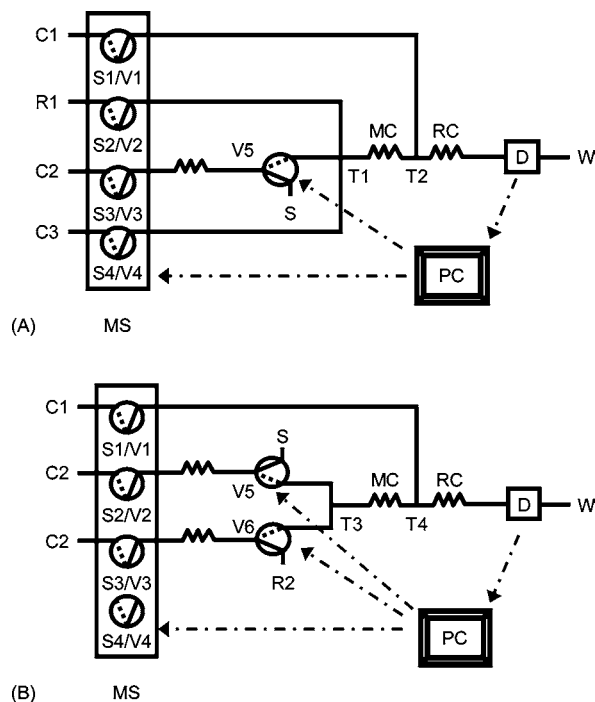 C1
S1/V1
R1
S2/V2
V5
MC
RC
C2
D
W
T1
T2
S3/V3
S
C3
PC
S4/V4
(A)
MS
C1
S
S1/V1
C2
MC
RC
V5
D
W
S2/V2
V6
T3
T4
C2
S3/V3
R2
PC
S4/V4
(B)
MS